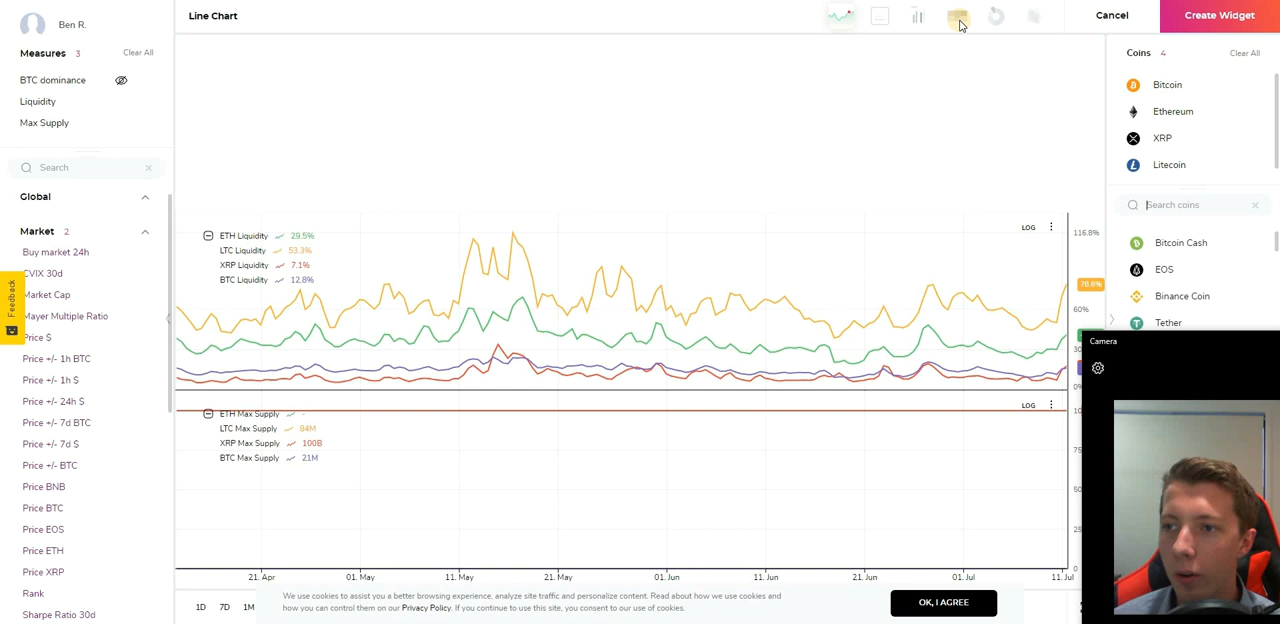 Ben R.
Line Chart
Cancel
Create Widget
Measures 3 Clear All
BTC dominance
Liquidity
Max Supply
Search
Global
Market 2
Buy market 24h
CVIX 30d
Market Cap
Mayer Multiple Ratio
Price $
Price +/- 1h BTC
Price +/- 1h $
Price +/- 24h $
Price +/- 7d BTC
Price +/- 7d $
Price +/- BTC
Price BNB
Price BTC
Price EOS
Price ETH
Price XRP
Rank
Sharpe Ratio 30d
Feedback
ETH Liquidity 29.5%
LTC Liquidity 53.3%
XRP Liquidity 7.1%
BTC Liquidity 12.8%
LOG
116.8%
78.6%
60%
0%
ETH Max Supply -
LTC Max Supply 84M
XRP Max Supply 100B
BTC Max Supply 21M
LOG
0
21. Apr 01. May 11. May 21. May 01. Jun 11. Jun 21. Jun 01. Jul 11. Jul
1D 7D 1M
We use cookies to assist you a better browsing experience, analyze site traffic and personalize content. Read about how we use cookies and
how you can control them on our Privacy Policy. If you continue to use this site, you consent to our use of cookies.
OK, I AGREE
Coins 4 Clear All
Bitcoin
Ethereum
XRP
Litecoin
Search coins
Bitcoin Cash
EOS
Binance Coin
Tether
Camera